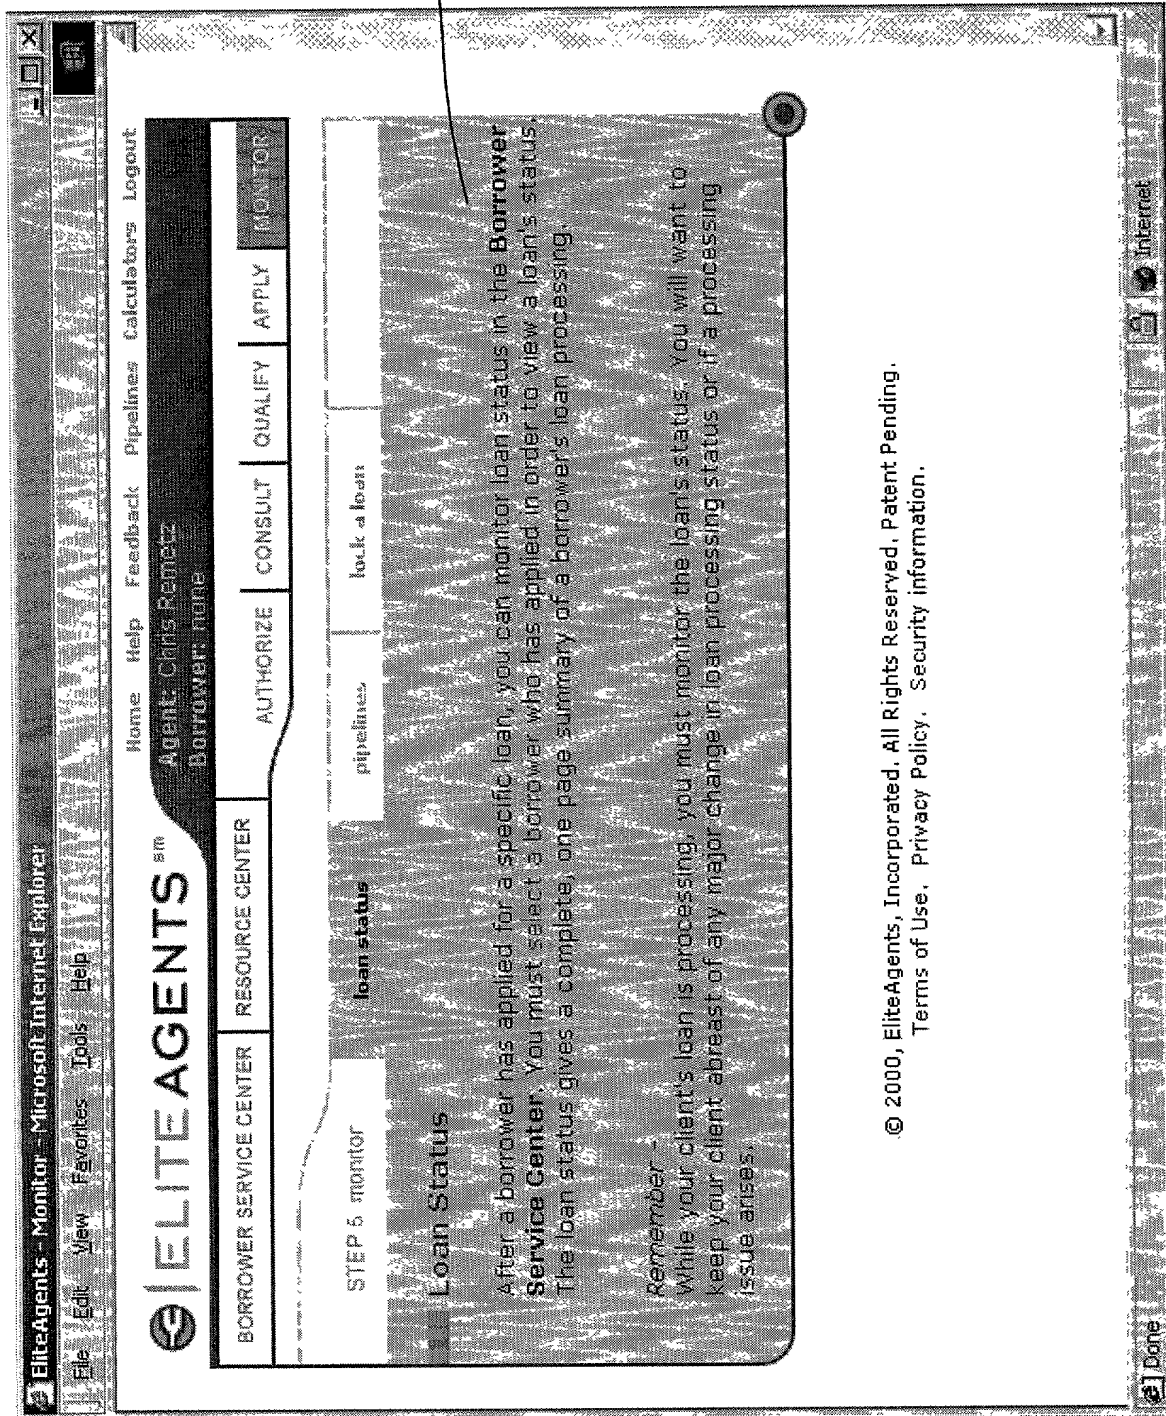 EliteAgents - Monitor - Microsoft Internet Explorer
File Edit View Favorites Tools Help
ELITEAGENTS sm
Home Help Feedback Pipelines Calculators Logout
Agent: Chris Remetz
Borrower: none
BORROWER SERVICE CENTER RESOURCE CENTER AUTHORIZE CONSULT QUALIFY APPLY MONITOR
STEP 5 monitor loan status pipelines lock a loan
Loan Status
After a borrower has applied for a specific loan, you can monitor loan status in the Borrower
Service Center. You must select a borrower who has applied in order to view a loan's status.
The loan status gives a complete, one page summary of a borrower's loan processing.
Remember -
While your client's loan is processing, you must monitor the loan's status. You will want to
keep your client abreast of any major change in loan processing status or if a processing
issue arises.
© 2000, EliteAgents, Incorporated. All Rights Reserved. Patent Pending.
Terms of Use. Privacy Policy. Security information.
Done Internet